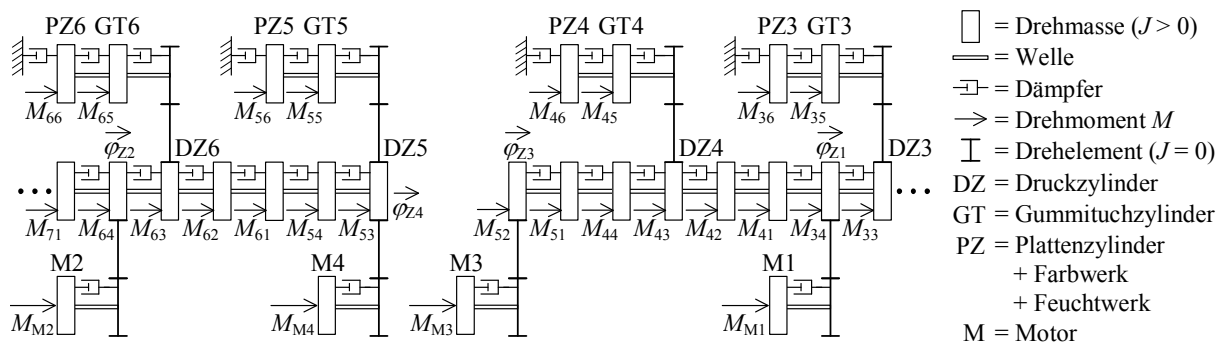 PZ6 GT6 PZ5 GT5 PZ4 GT4 PZ3 GT3
M66 M65 M56 M55 M46 M45 M36 M35
φZ2 DZ6 DZ5 φZ3 DZ4 φZ1 DZ3
φZ4
M71 M64 M63 M62 M61 M54 M53 M52 M51 M44 M43 M42 M41 M34 M33
M2 M4 M3 M1
MM2 MM4 MM3 MM1
= Drehmasse (J > 0)
= Welle
= Dämpfer
= Drehmoment M
= Drehelement (J = 0)
DZ = Druckzylinder
GT = Gummituchzylinder
PZ = Plattenzylinder
+ Farbwerk
+ Feuchtwerk
M = Motor